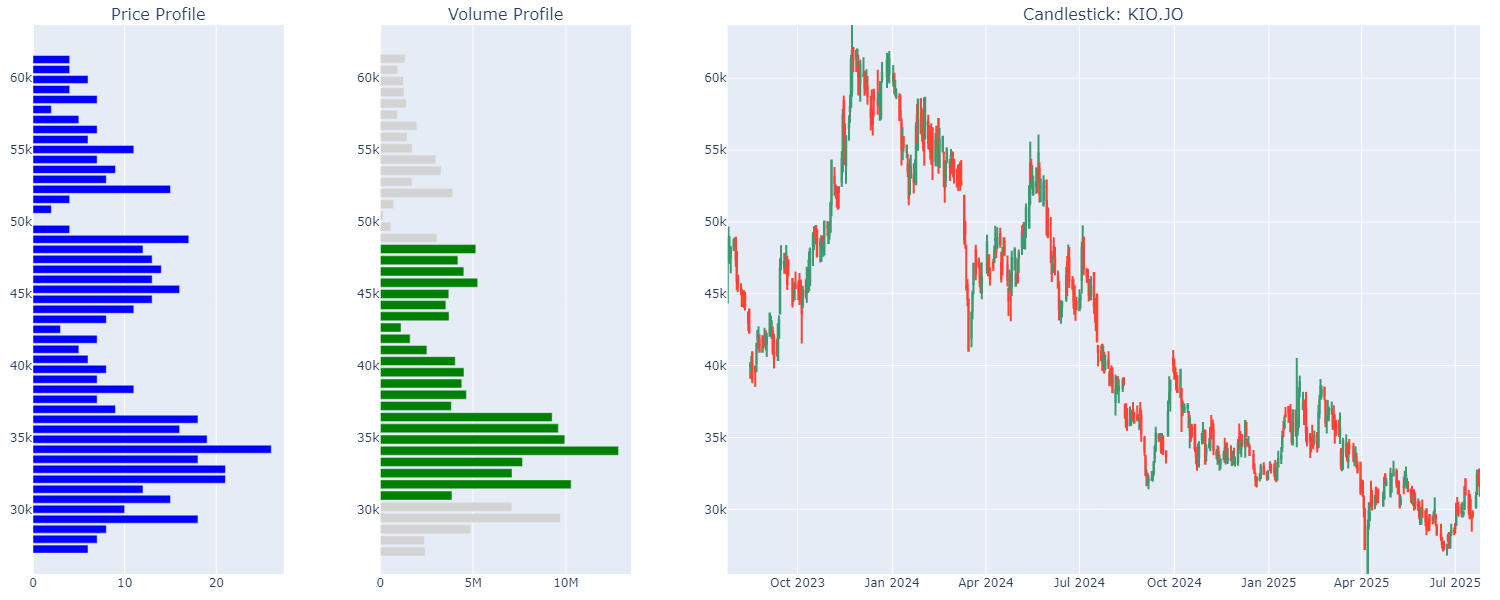 Price Profile
60k
55k
50k
45k
40k
35k
30k
0
10
20
Volume Profile
60k
55k
50k
45k
40k
35k
30k
0
5M
10M
Candlestick: KIO.JO
60k
55k
50k
45k
40k
35k
30k
Oct 2023
Jan 2024
Apr 2024
Jul 2024
Oct 2024
Jan 2025
Apr 2025
Jul 2025